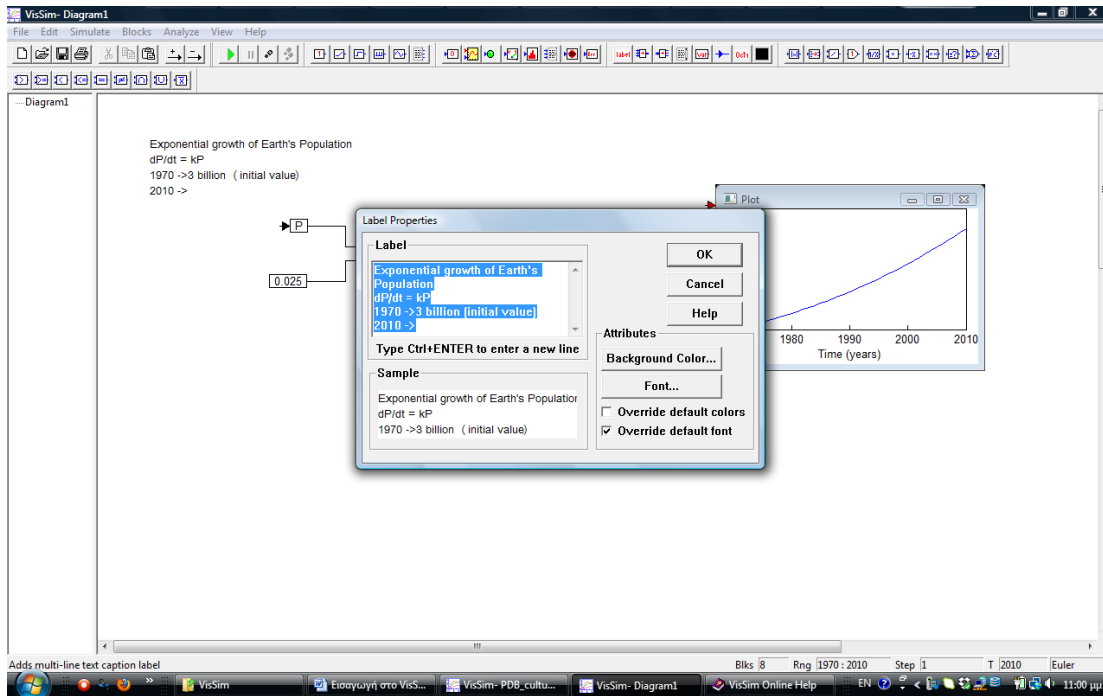 VisSim- Diagram1
File Edit Simulate Blocks Analyze View Help
label
Diagram1
Exponential growth of Earth's Population
dP/dt = kP
1970 ->3 billion ( initial value)
2010 ->
P
0.025
Plot
1980 1990 2000 2010
Time (years)
Label Properties
Label
Exponential growth of Earth's
Population
dP/dt = kP
1970 ->3 billion (initial value)
2010 ->
Type Ctrl+ENTER to enter a new line
Sample
Exponential growth of Earth's Population
dP/dt = kP
1970 ->3 billion ( initial value)
OK
Cancel
Help
Attributes
Background Color...
Font...
Override default colors
Override default font
Adds multi-line text caption label
Blks 8 Rng 1970 : 2010 Step 1 T 2010 Euler
VisSim
Εισαγωγή στο VisS...
VisSim- PDB_cultu...
VisSim- Diagram1
VisSim Online Help
EN
11:00 μμ